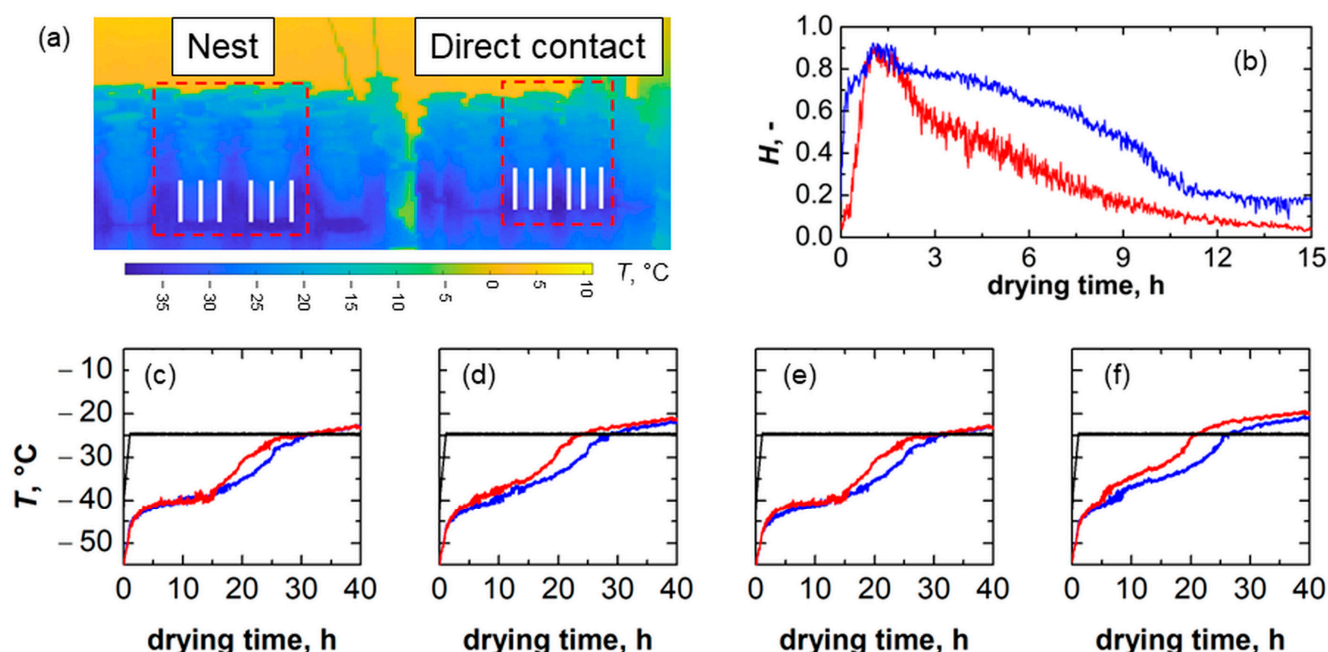 (a)
Nest
Direct contact
35 30 25 20 15 10 5 0 5 10
T, °C
(b)
H, -
1.0
0.8
0.6
0.4
0.2
0.0
0 3 6 9 12 15
drying time, h
T, °C
– 10
– 20
– 30
– 40
– 50
(c)
0 10 20 30 40
drying time, h
(d)
0 10 20 30 40
drying time, h
(e)
0 10 20 30 40
drying time, h
(f)
0 10 20 30 40
drying time, h